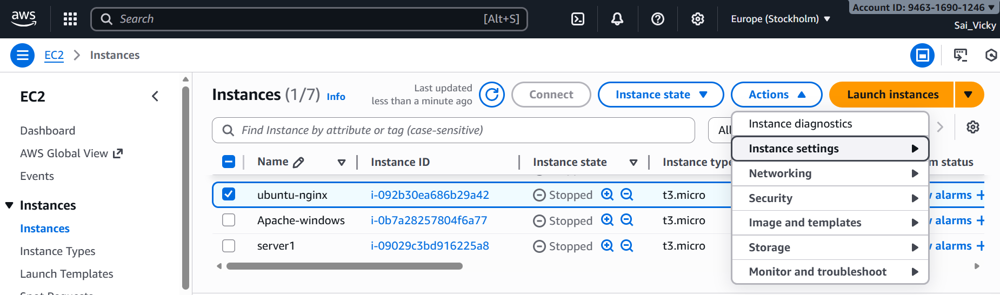 aws
Search
[Alt+S]
Europe (Stockholm)
Account ID: 9463-1690-1246
Sai_Vicky
EC2
Instances
EC2
Dashboard
AWS Global View
Events
Instances
Instances
Instance Types
Launch Templates
Spot Requests
Instances (1/7) Info
Last updated
less than a minute ago
Connect
Instance state
Actions
Launch instances
Find Instance by attribute or tag (case-sensitive)
All
Name Instance ID Instance state Instance type m status
Stopped
ubuntu-nginx i-092b30ea686b29a42 Stopped t3.micro alarms +
Apache-windows i-0b7a28257804f6a77 Stopped t3.micro alarms +
server1 i-09029c3bd916225a8 Stopped t3.micro alarms +
Instance diagnostics
Instance settings
Networking
Security
Image and templates
Storage
Monitor and troubleshoot